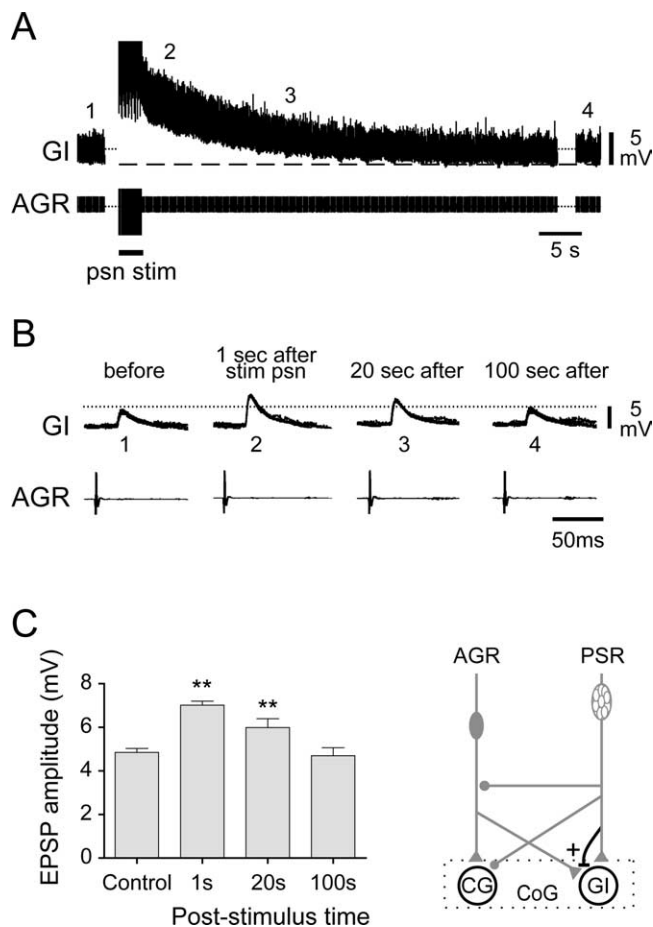 A
2
1
3
4
GI
5
mV
AGR
5 s
psn stim
B
before
1 sec after
stim psn
20 sec after
100 sec after
GI
5
mV
1
2
3
4
AGR
50ms
C
EPSP amplitude (mV)
8
6
4
2
0
**
**
Control
1s
20s
100s
Post-stimulus time
AGR
PSR
+
CG
CoG
GI